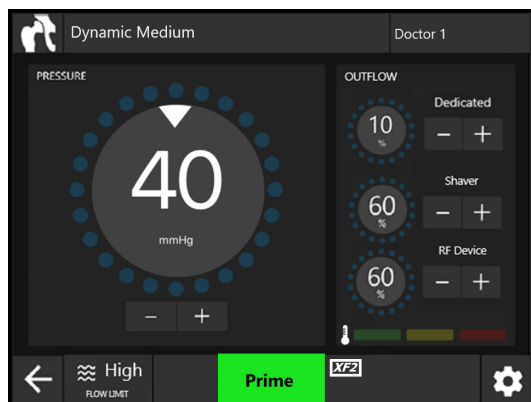 Dynamic Medium
Doctor 1
PRESSURE
40
mmHg
− +
OUTFLOW
Dedicated
10
%
− +
Shaver
60
%
− +
RF Device
60
%
− +
High
FLOW LIMIT
Prime
XF2